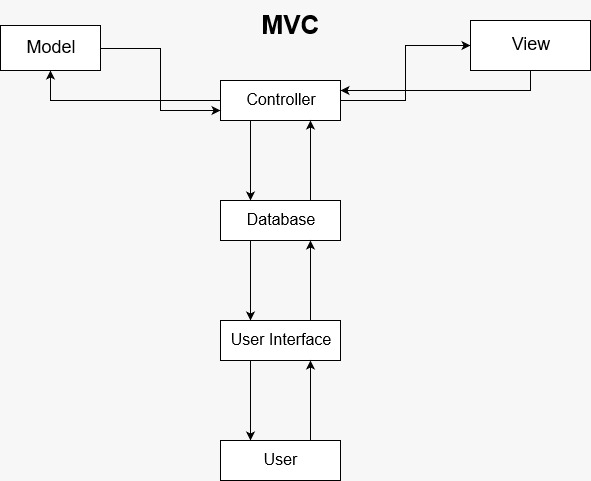 MVC
Model
View
Controller
Database
User Interface
User